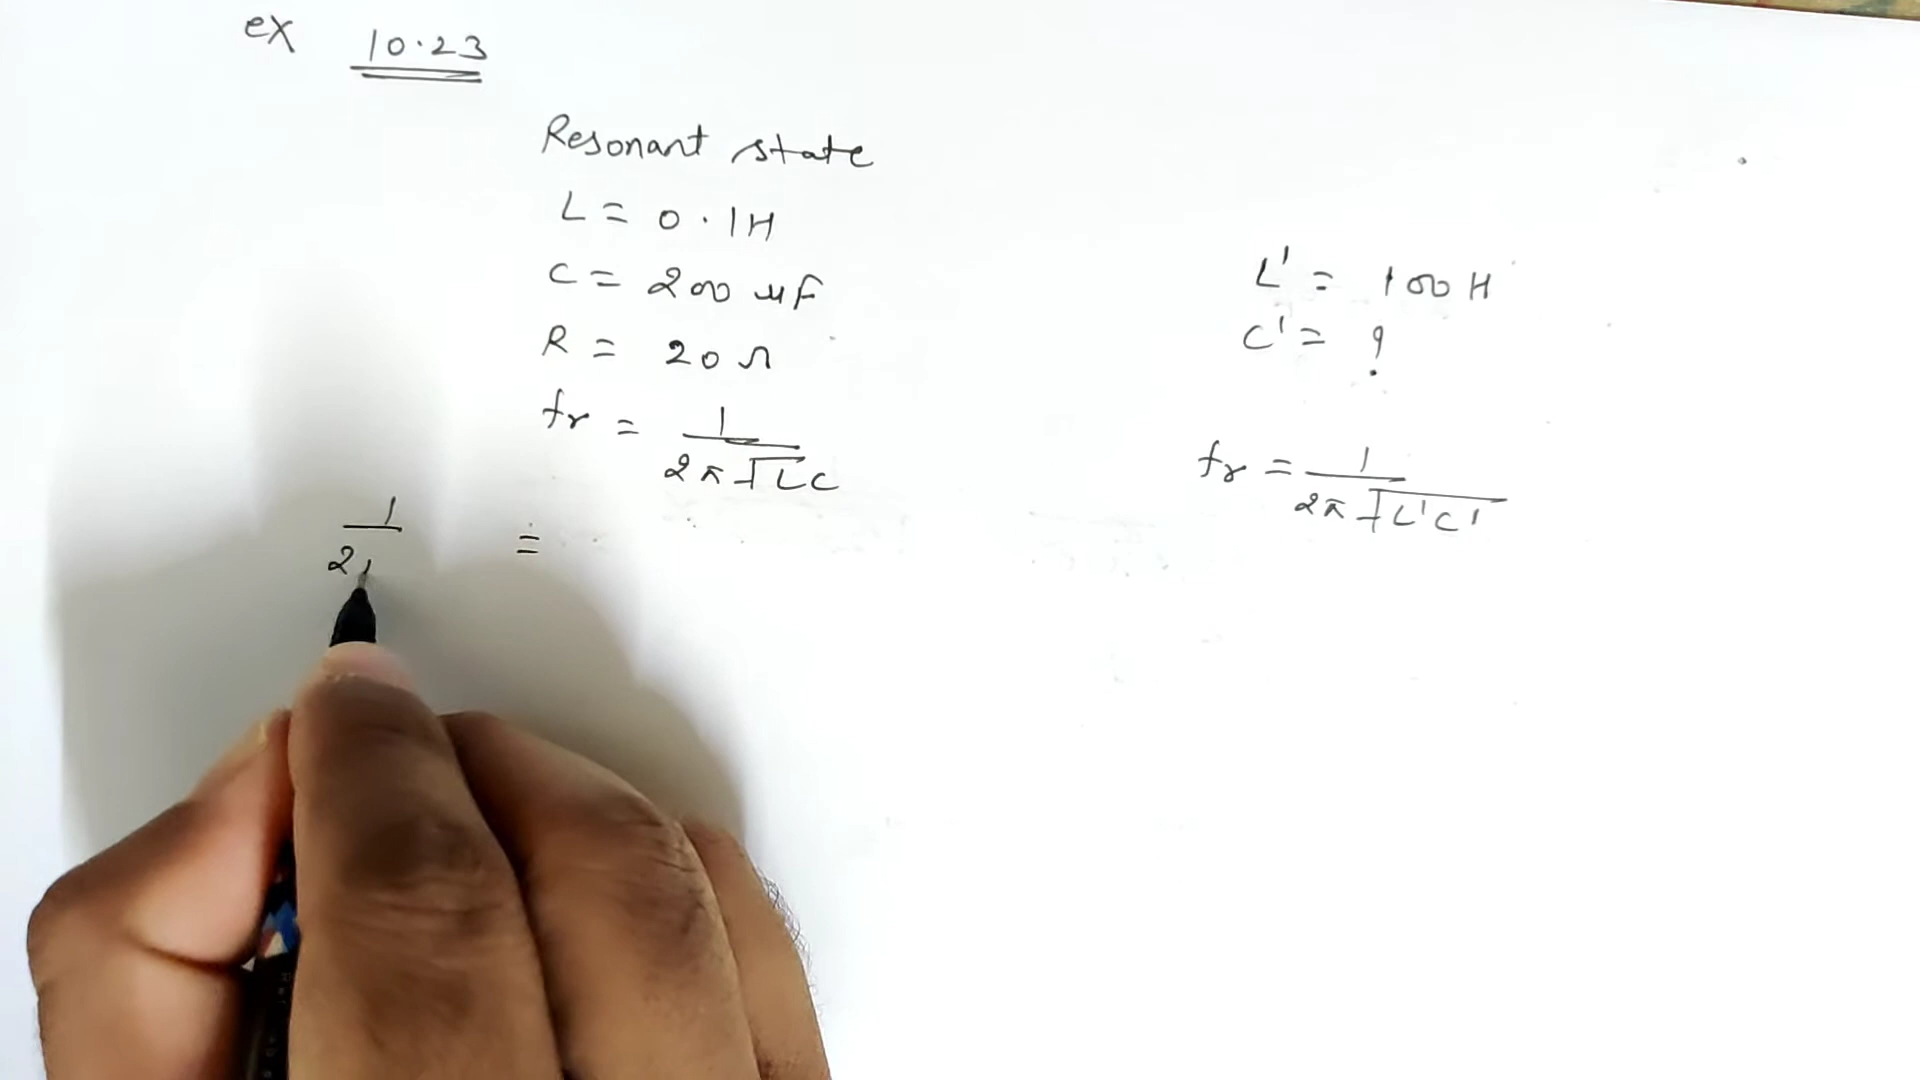 ex 10.23
Resonant state
L = 0.1H
C = 200 μF
R = 20 Ω
fr = 1 / 2π√LC
L' = 100 H
C' = ?
fr = 1 / 2π√L'C'
1 / 2 =